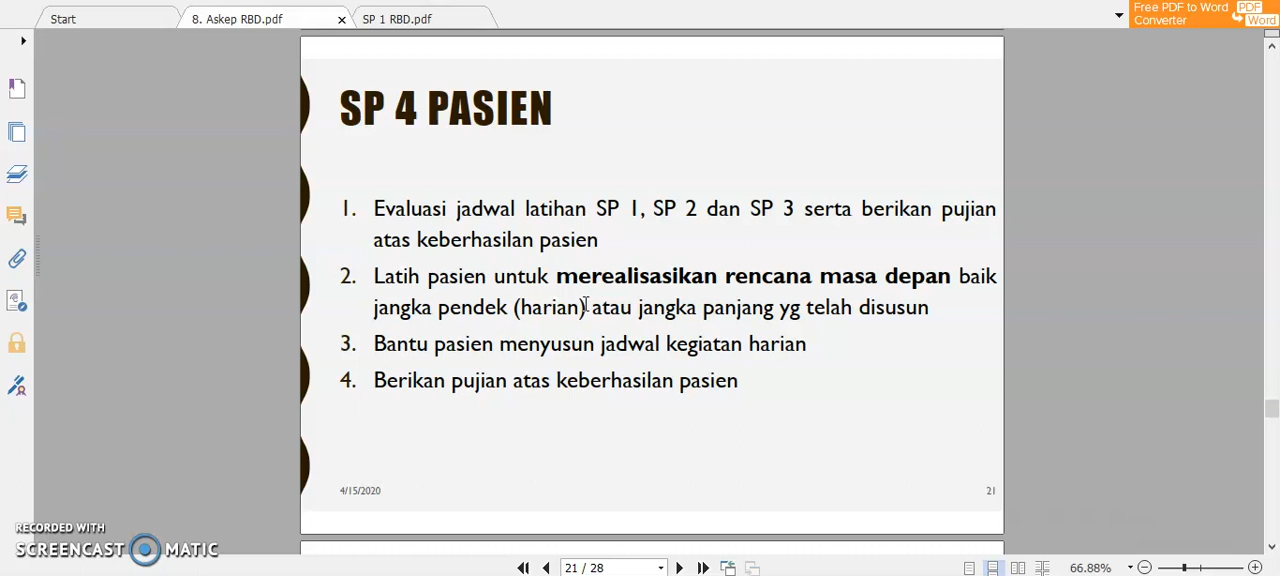 Start
8. Askep RBD.pdf
SP 1 RBD.pdf
Free PDF to Word
Converter
PDF
Word
SP 4 PASIEN
1. Evaluasi jadwal latihan SP 1, SP 2 dan SP 3 serta berikan pujian
atas keberhasilan pasien
2. Latih pasien untuk merealisasikan rencana masa depan baik
jangka pendek (harian) atau jangka panjang yg telah disusun
3. Bantu pasien menyusun jadwal kegiatan harian
4. Berikan pujian atas keberhasilan pasien
4/15/2020
21
RECORDED WITH
SCREENCAST MATIC
21 / 28
66.88%